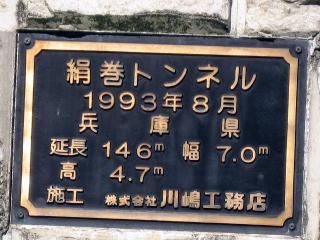 絹巻トンネル
1993年8月
兵庫県
延長 146m 幅 7.0m
高 4.7m
施工 株式会社 川嶋工務店